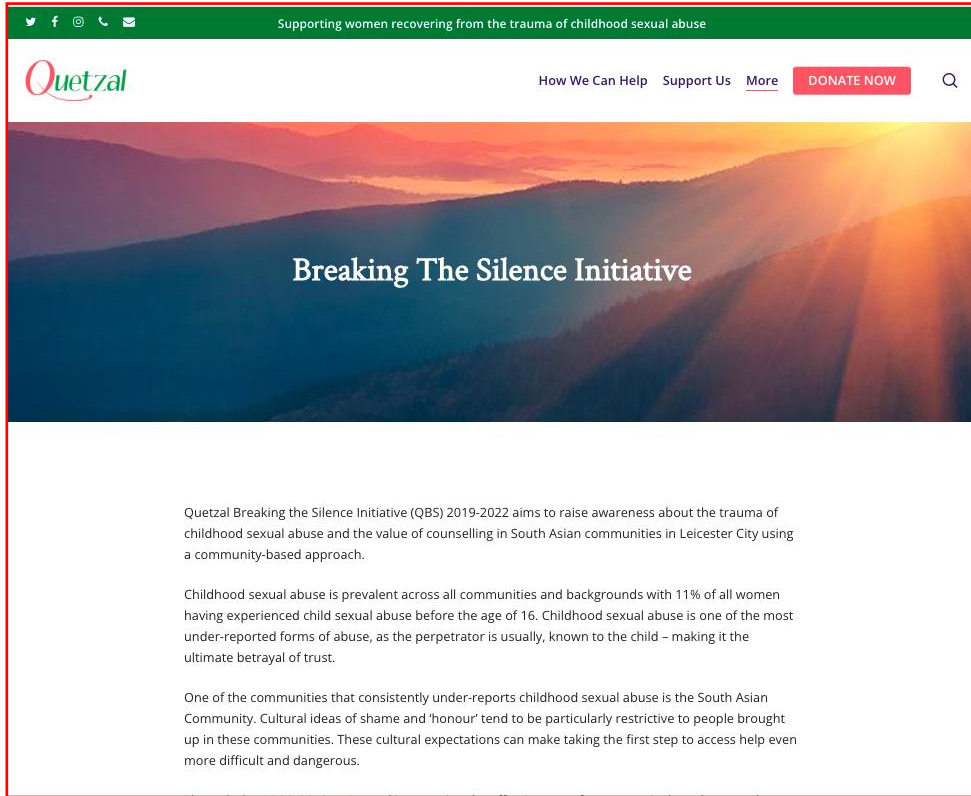 Supporting women recovering from the trauma of childhood sexual abuse
Quetzal
How We Can Help Support Us More DONATE NOW
Breaking The Silence Initiative
Quetzal Breaking the Silence Initiative (QBS) 2019-2022 aims to raise awareness about the trauma of
childhood sexual abuse and the value of counselling in South Asian communities in Leicester City using
a community-based approach.
Childhood sexual abuse is prevalent across all communities and backgrounds with 11% of all women
having experienced child sexual abuse before the age of 16. Childhood sexual abuse is one of the most
under-reported forms of abuse, as the perpetrator is usually, known to the child – making it the
ultimate betrayal of trust.
One of the communities that consistently under-reports childhood sexual abuse is the South Asian
Community. Cultural ideas of shame and ‘honour’ tend to be particularly restrictive to people brought
up in these communities. These cultural expectations can make taking the first step to access help even
more difficult and dangerous.